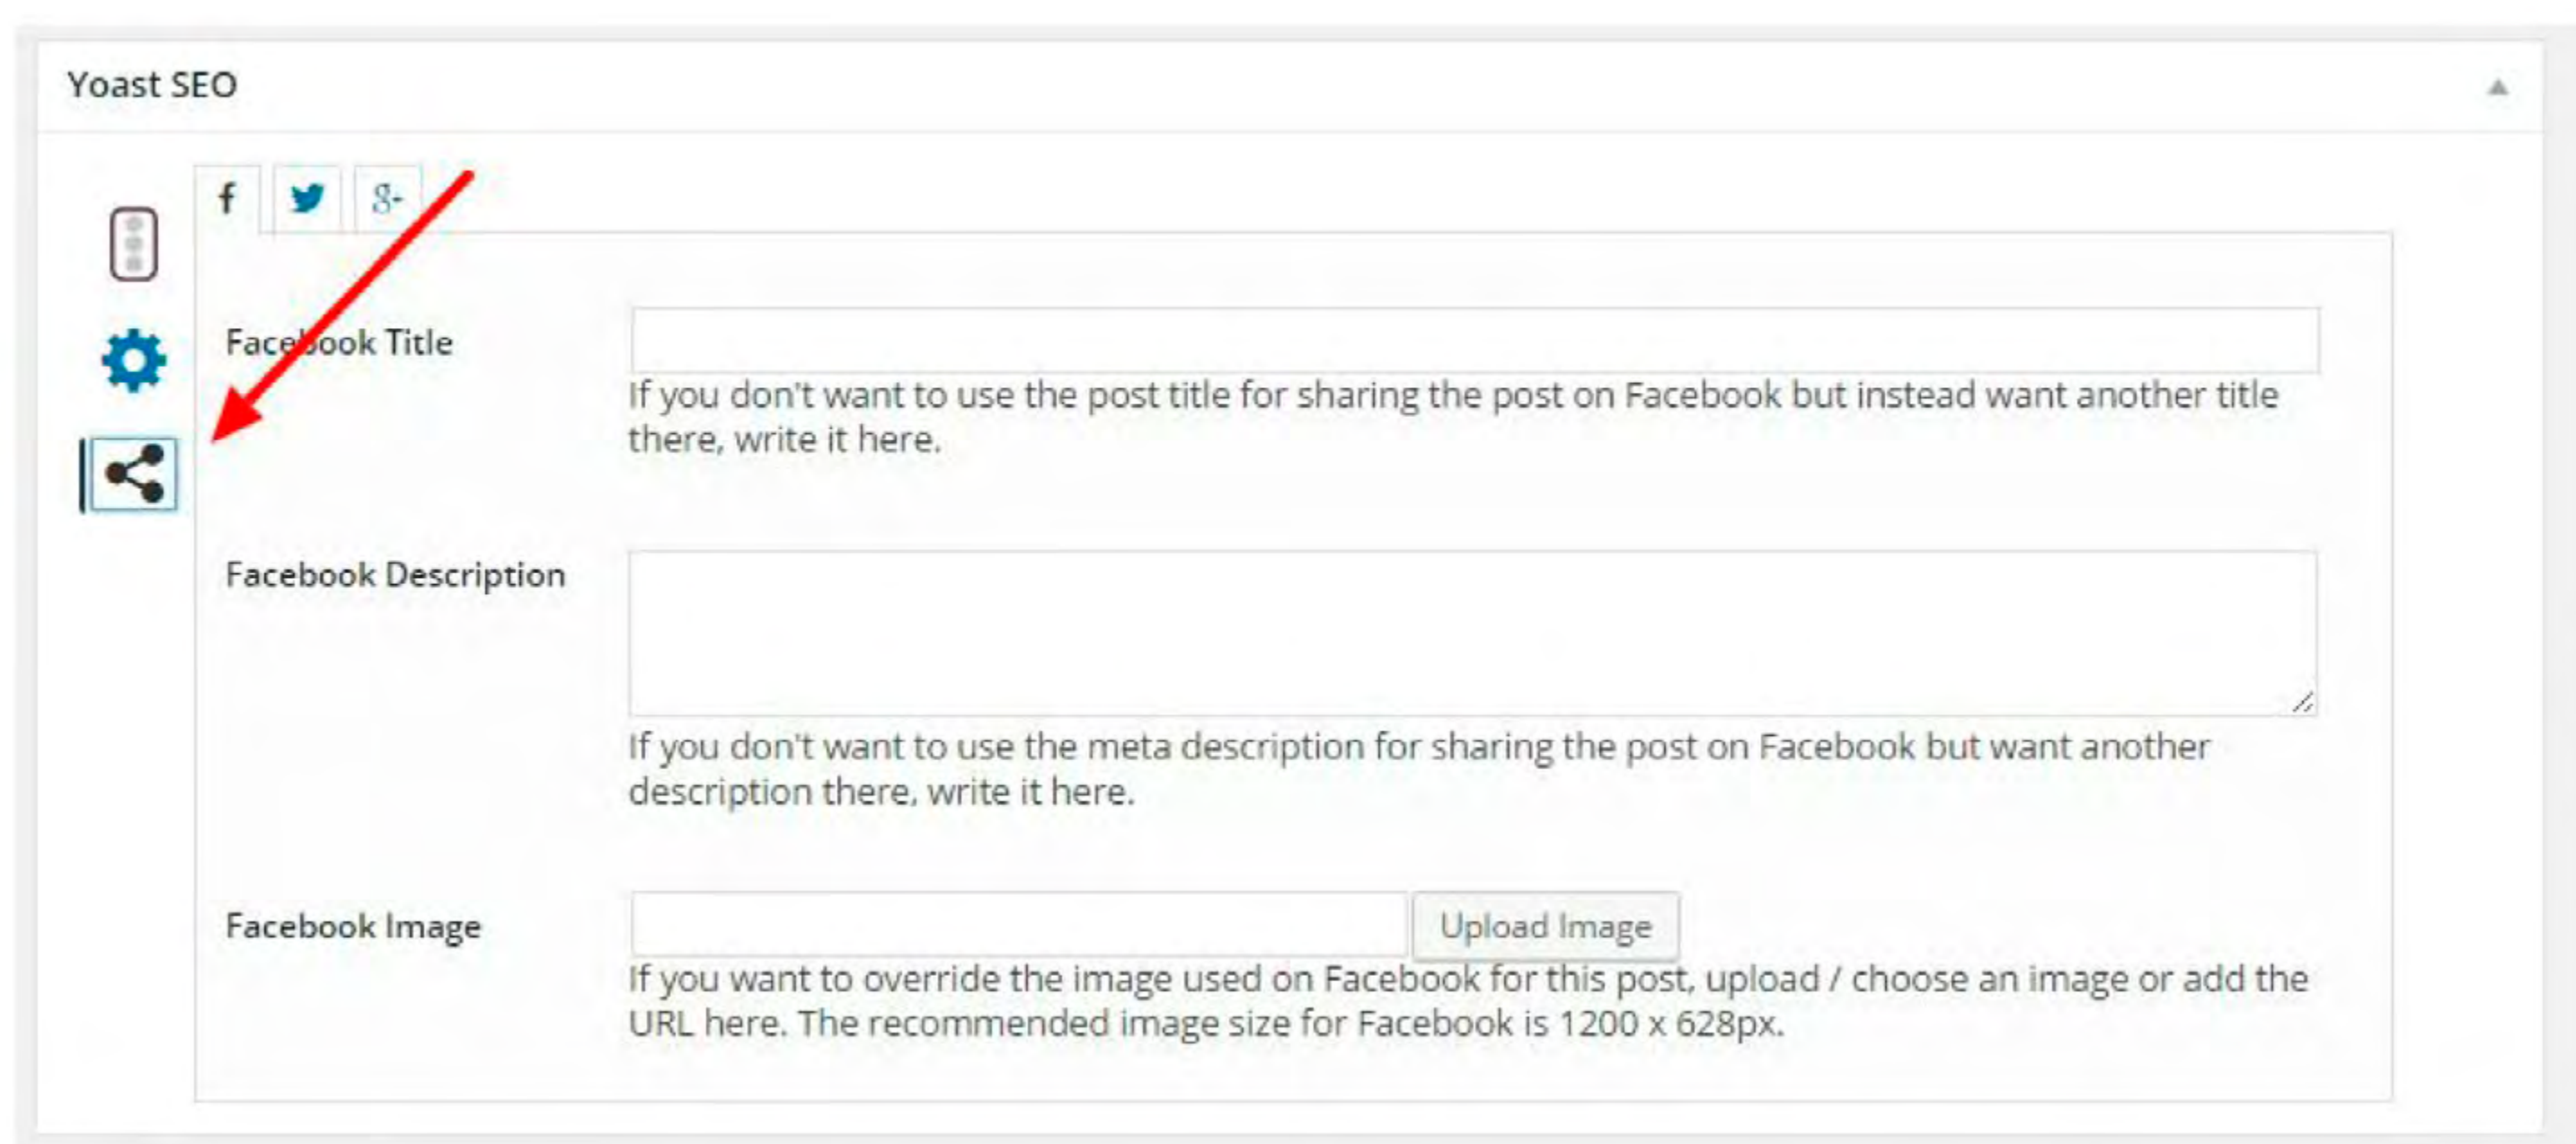 Yoast SEO
f
g+
Facebook Title
If you don't want to use the post title for sharing the post on Facebook but instead want another title
there, write it here.
Facebook Description
If you don't want to use the meta description for sharing the post on Facebook but want another
description there, write it here.
Facebook Image
Upload Image
If you want to override the image used on Facebook for this post, upload / choose an image or add the
URL here. The recommended image size for Facebook is 1200 x 628px.